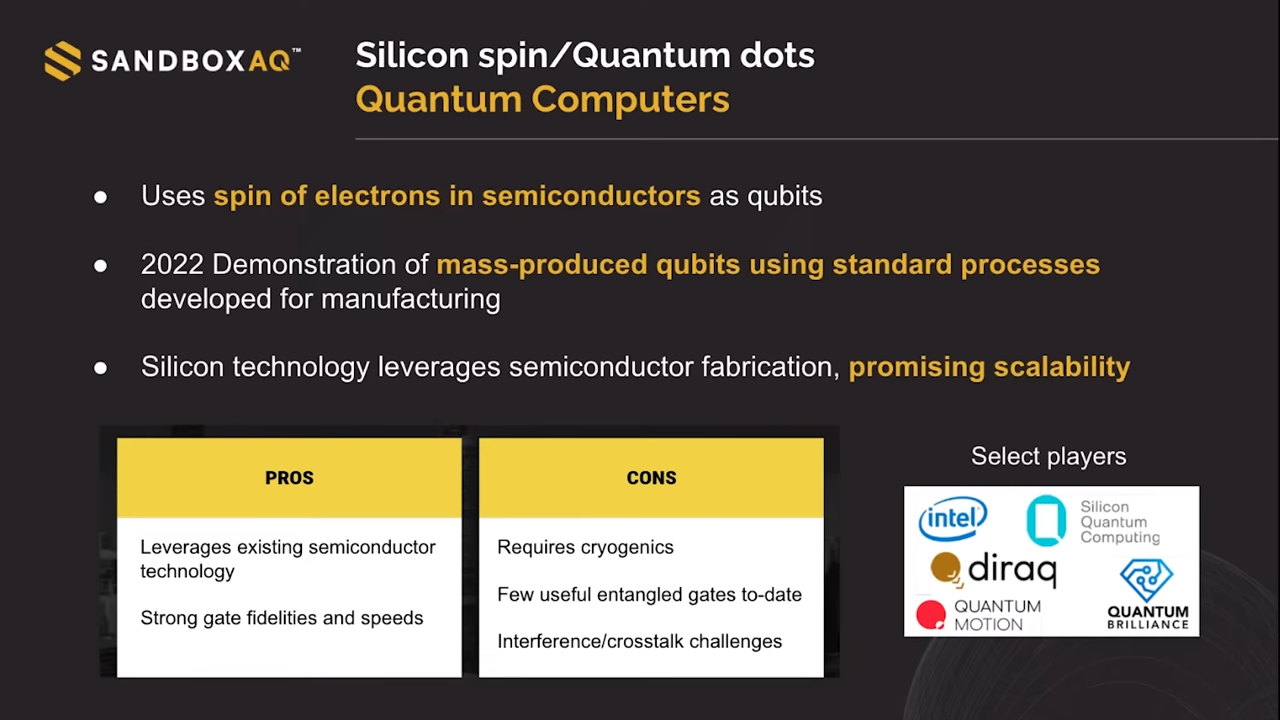 SANDBOXAQ™
Silicon spin/Quantum dots
Quantum Computers
● Uses spin of electrons in semiconductors as qubits
● 2022 Demonstration of mass-produced qubits using standard processes
developed for manufacturing
● Silicon technology leverages semiconductor fabrication, promising scalability
PROS
Leverages existing semiconductor
technology
Strong gate fidelities and speeds
CONS
Requires cryogenics
Few useful entangled gates to-date
Interference/crosstalk challenges
Select players
intel
Silicon
Quantum
Computing
diraq
QUANTUM
MOTION
QUANTUM
BRILLIANCE